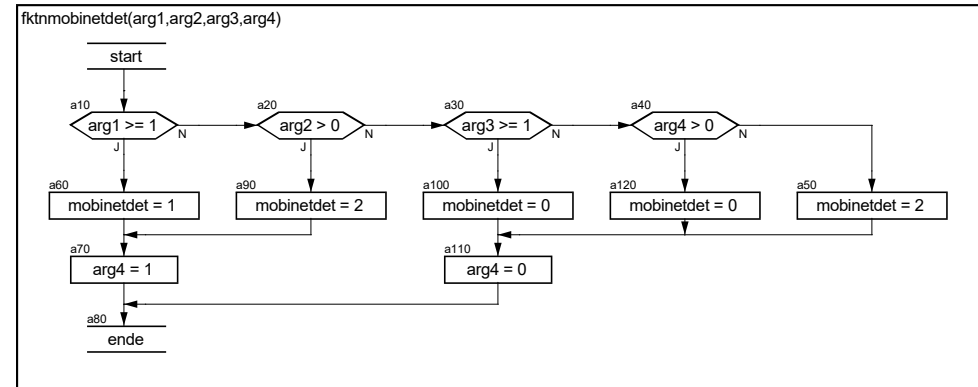 fktnmobinetdet(arg1,arg2,arg3,arg4)
start
a10 a20 a30 a40
arg1 >= 1 arg2 > 0 arg3 >= 1 arg4 > 0
N N N N
J J J J
a60 a90 a100 a120 a50
mobinetdet = 1 mobinetdet = 2 mobinetdet = 0 mobinetdet = 0 mobinetdet = 2
a70 a110
arg4 = 1 arg4 = 0
a80
ende